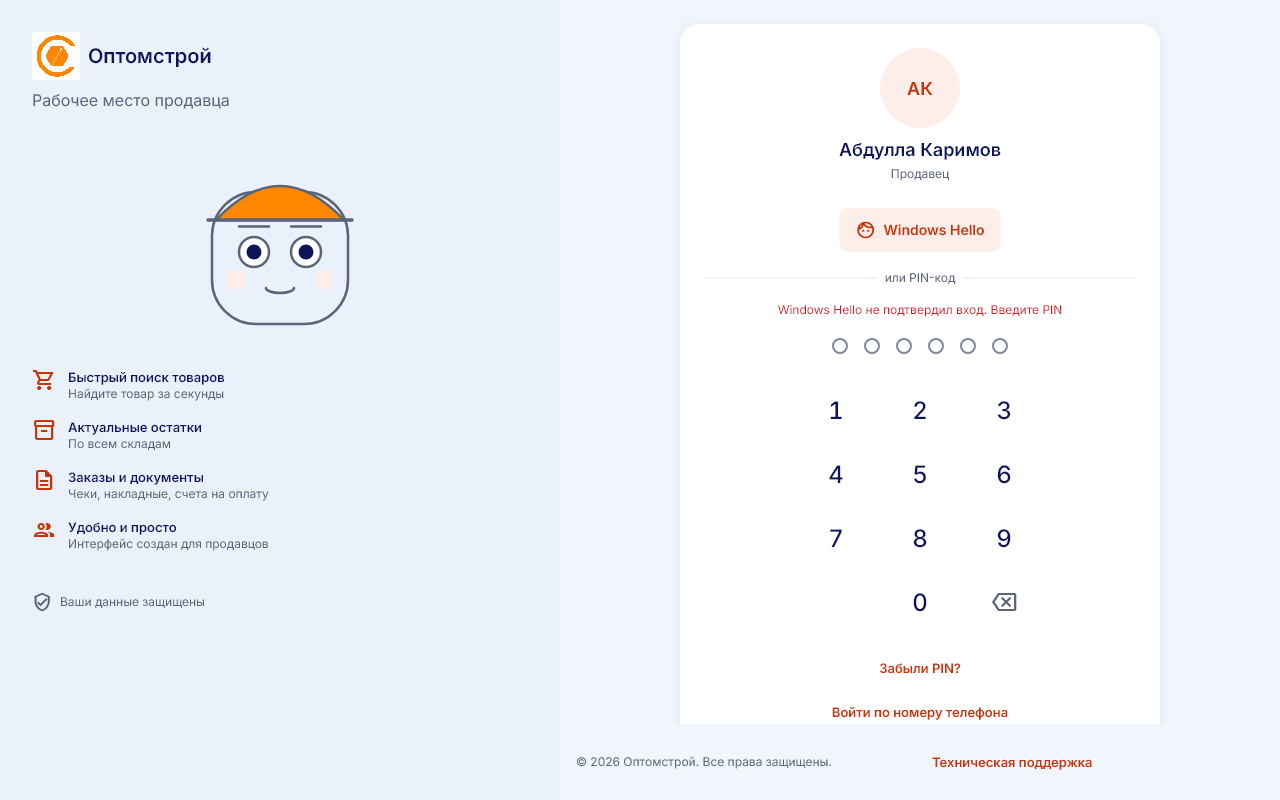 Оптомстрой
Рабочее место продавца
Быстрый поиск товаров
Найдите товар за секунды
Актуальные остатки
По всем складам
Заказы и документы
Чеки, накладные, счета на оплату
Удобно и просто
Интерфейс создан для продавцов
Ваши данные защищены
АК
Абдулла Каримов
Продавец
Windows Hello
или PIN-код
Windows Hello не подтвердил вход. Введите PIN
1 2 3
4 5 6
7 8 9
0
Забыли PIN?
Войти по номеру телефона
© 2026 Оптомстрой. Все права защищены.
Техническая поддержка